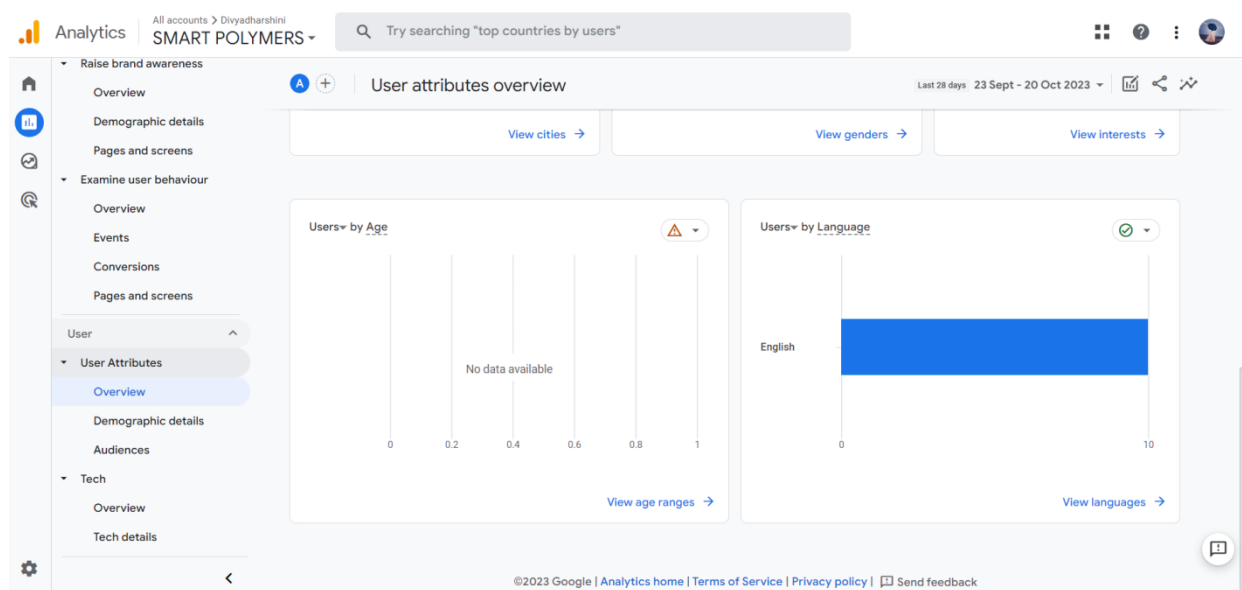 All accounts > Divyadharshini
Analytics
SMART POLYMERS
Try searching "top countries by users"
Raise brand awareness
Overview
Demographic details
Pages and screens
Examine user behaviour
Overview
Events
Conversions
Pages and screens
User
User Attributes
Overview
Demographic details
Audiences
Tech
Overview
Tech details
A
User attributes overview
Last 28 days 23 Sept - 20 Oct 2023
View cities →
View genders →
View interests →
Users by Age
No data available
0 0.2 0.4 0.6 0.8 1
View age ranges →
Users by Language
English
0 10
View languages →
©2023 Google | Analytics home | Terms of Service | Privacy policy | Send feedback